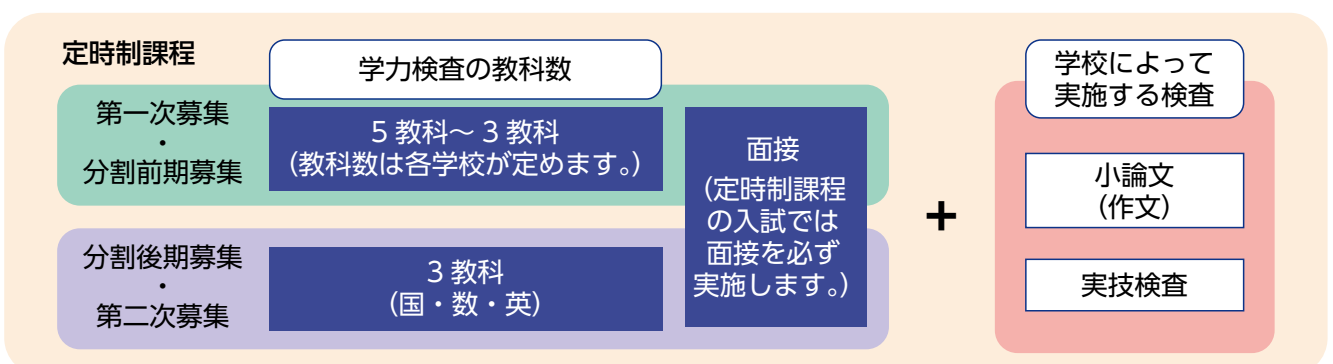 定時制課程
学力検査の教科数
第一次募集
・
分割前期募集
5 教科～ 3 教科
（教科数は各学校が定めます。）
分割後期募集
・
第二次募集
3 教科
（国・数・英）
面接
（定時制課程
の入試では
面接を必ず
実施します。）
+
学校によって
実施する検査
小論文
（作文）
実技検査